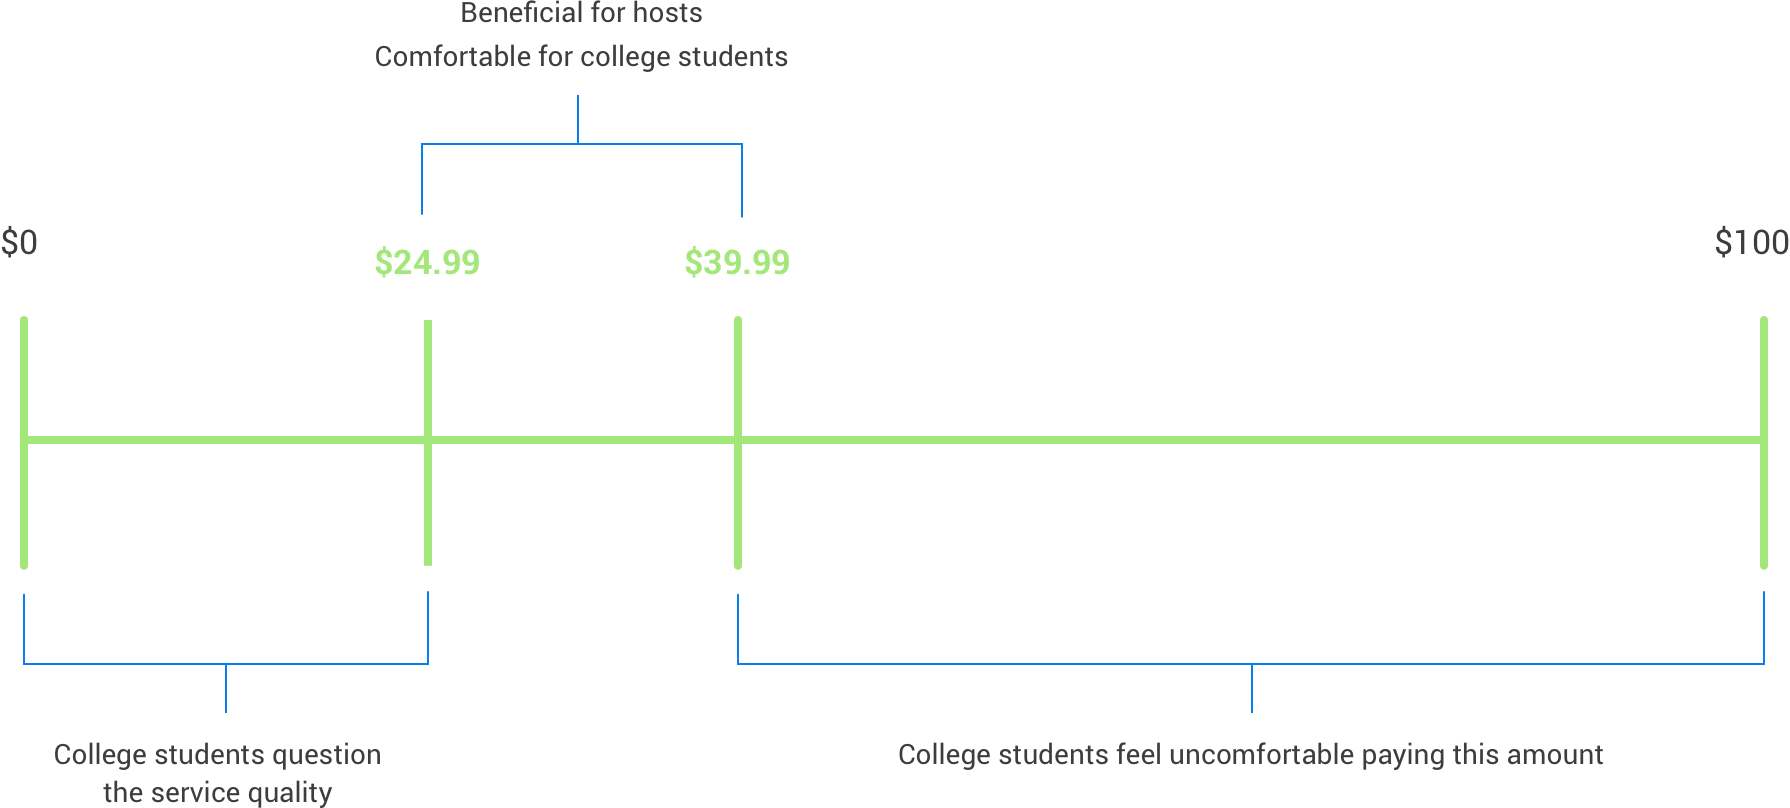 Beneficial for hosts
Comfortable for college students
$0
$24.99
$39.99
$100
College students question
the service quality
College students feel uncomfortable paying this amount